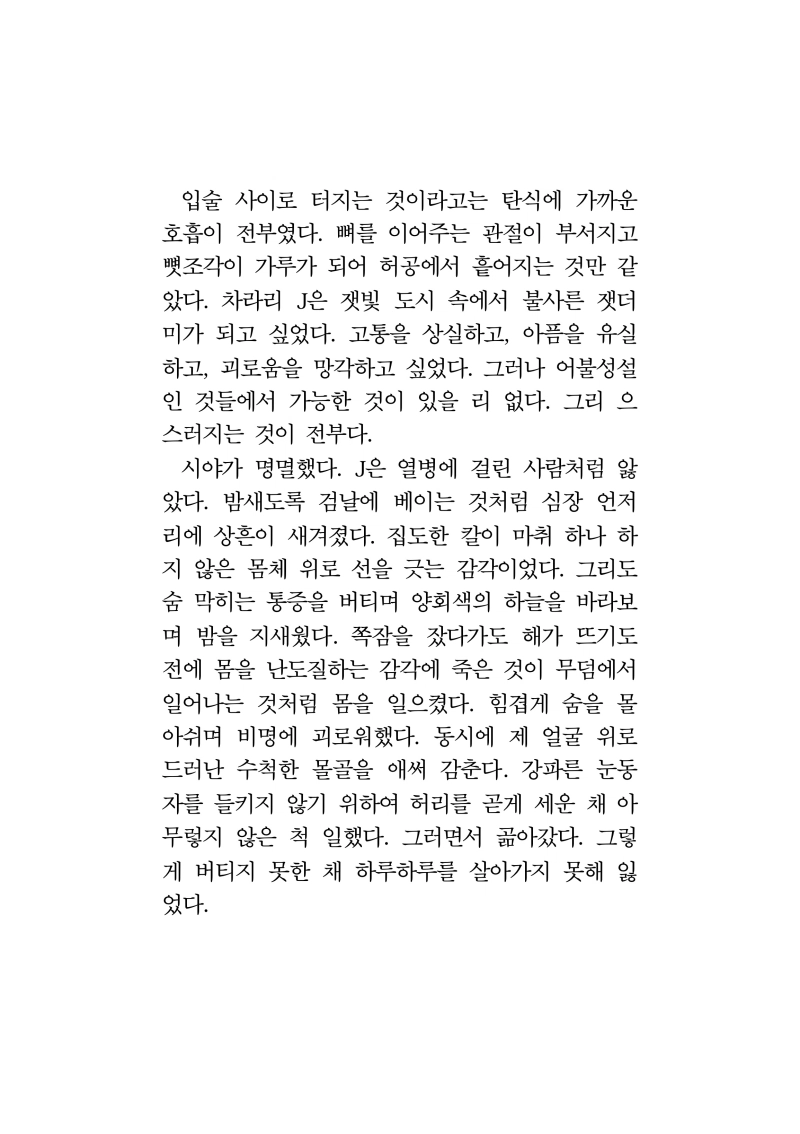 입술 사이로 터지는 것이라고는 탄식에 가까운
호흡이 전부였다. 뼈를 이어주는 관절이 부서지고
뼛조각이 가루가 되어 허공에서 흩어지는 것만 같
았다. 차라리 J은 잿빛 도시 속에서 불사른 잿더
미가 되고 싶었다. 고통을 상실하고, 아픔을 유실
하고, 괴로움을 망각하고 싶었다. 그러나 어불성설
인 것들에서 가능한 것이 있을 리 없다. 그리 으
스러지는 것이 전부다.
시야가 명멸했다. J은 열병에 걸린 사람처럼 앓
았다. 밤새도록 검날에 베이는 것처럼 심장 언저
리에 상흔이 새겨졌다. 집도한 칼이 마취 하나 하
지 않은 몸체 위로 선을 긋는 감각이었다. 그리도
숨 막히는 통증을 버티며 양회색의 하늘을 바라보
며 밤을 지새웠다. 쪽잠을 잤다가도 해가 뜨기도
전에 몸을 난도질하는 감각에 죽은 것이 무덤에서
일어나는 것처럼 몸을 일으켰다. 힘겹게 숨을 몰
아쉬며 비명에 괴로워했다. 동시에 제 얼굴 위로
드러난 수척한 몰골을 애써 감춘다. 강파른 눈동
자를 들키지 않기 위하여 허리를 곧게 세운 채 아
무렇지 않은 척 일했다. 그러면서 곪아갔다. 그렇
게 버티지 못한 채 하루하루를 살아가지 못해 잃
었다.